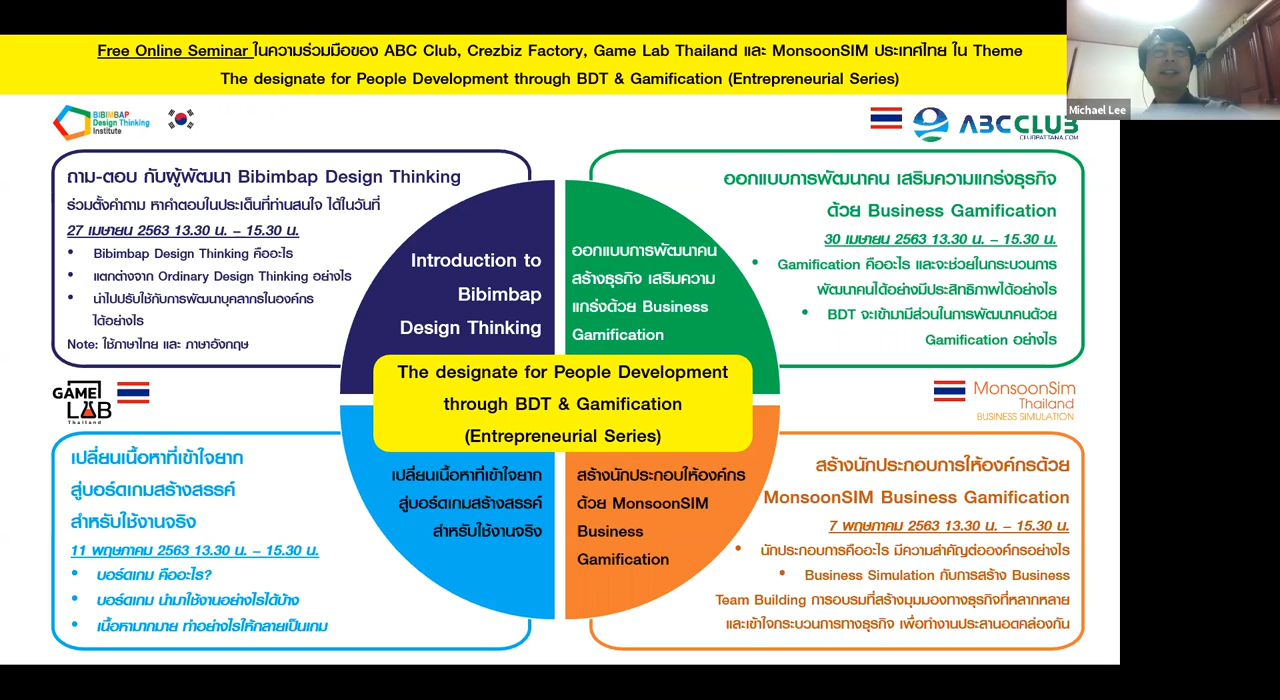 Free Online Seminar ในความร่วมมือของ ABC Club, Crezbiz Factory, Game Lab Thailand และ MonsoonSIM ประเทศไทย ใน Theme
The designate for People Development through BDT & Gamification (Entrepreneurial Series)
Michael Lee
BIBIMBAP
Design Thinking
Institute
ABC CLUB
CLUBPATTANA.COM
ถาม-ตอบ กับผู้พัฒนา Bibimbap Design Thinking
ร่วมตั้งคำถาม หาคำตอบในประเด็นที่ท่านสนใจ ได้ในวันที่
27 เมษายน 2563 13.30 น. – 15.30 น.
• Bibimbap Design Thinking คืออะไร
• แตกต่างจาก Ordinary Design Thinking อย่างไร
• นำไปปรับใช้กับการพัฒนาบุคลากรในองค์กร
ได้อย่างไร
Note: ใช้ภาษาไทย และ ภาษาอังกฤษ
Introduction to
Bibimbap
Design Thinking
ออกแบบการพัฒนาคน
สร้างธุรกิจ เสริมความ
แกร่งด้วย Business
Gamification
ออกแบบการพัฒนาคน เสริมความแกร่งธุรกิจ
ด้วย Business Gamification
30 เมษายน 2563 13.30 น. – 15.30 น.
• Gamification คืออะไร และจะช่วยในกระบวนการ
พัฒนาคนได้อย่างมีประสิทธิภาพได้อย่างไร
• BDT จะเข้ามามีส่วนในการพัฒนาคนด้วย
Gamification อย่างไร
The designate for People Development
through BDT & Gamification
(Entrepreneurial Series)
GAME
LAB
Thailand
MonsoonSim
Thailand
BUSINESS SIMULATION
เปลี่ยนเนื้อหาที่เข้าใจยาก
สู่บอร์ดเกมสร้างสรรค์
สำหรับใช้งานจริง
11 พฤษภาคม 2563 13.30 น. – 15.30 น.
• บอร์ดเกม คืออะไร?
• บอร์ดเกม นำมาใช้งานอย่างไรได้บ้าง
• เนื้อหามากมาย ทำอย่างไรให้กลายเป็นเกม
เปลี่ยนเนื้อหาที่เข้าใจยาก
สู่บอร์ดเกมสร้างสรรค์
สำหรับใช้งานจริง
สร้างนักประกอบให้องค์กร
ด้วย MonsoonSIM
Business
Gamification
สร้างนักประกอบการให้องค์กรด้วย
MonsoonSIM Business Gamification
7 พฤษภาคม 2563 13.30 น. – 15.30 น.
• นักประกอบการคืออะไร มีความสำคัญต่อองค์กรอย่างไร
• Business Simulation กับการสร้าง Business
Team Building การอบรมที่สร้างมุมมองทางธุรกิจที่หลากหลาย
และเข้าใจกระบวนการทางธุรกิจ เพื่อทำงานประสานอดคล่องกัน